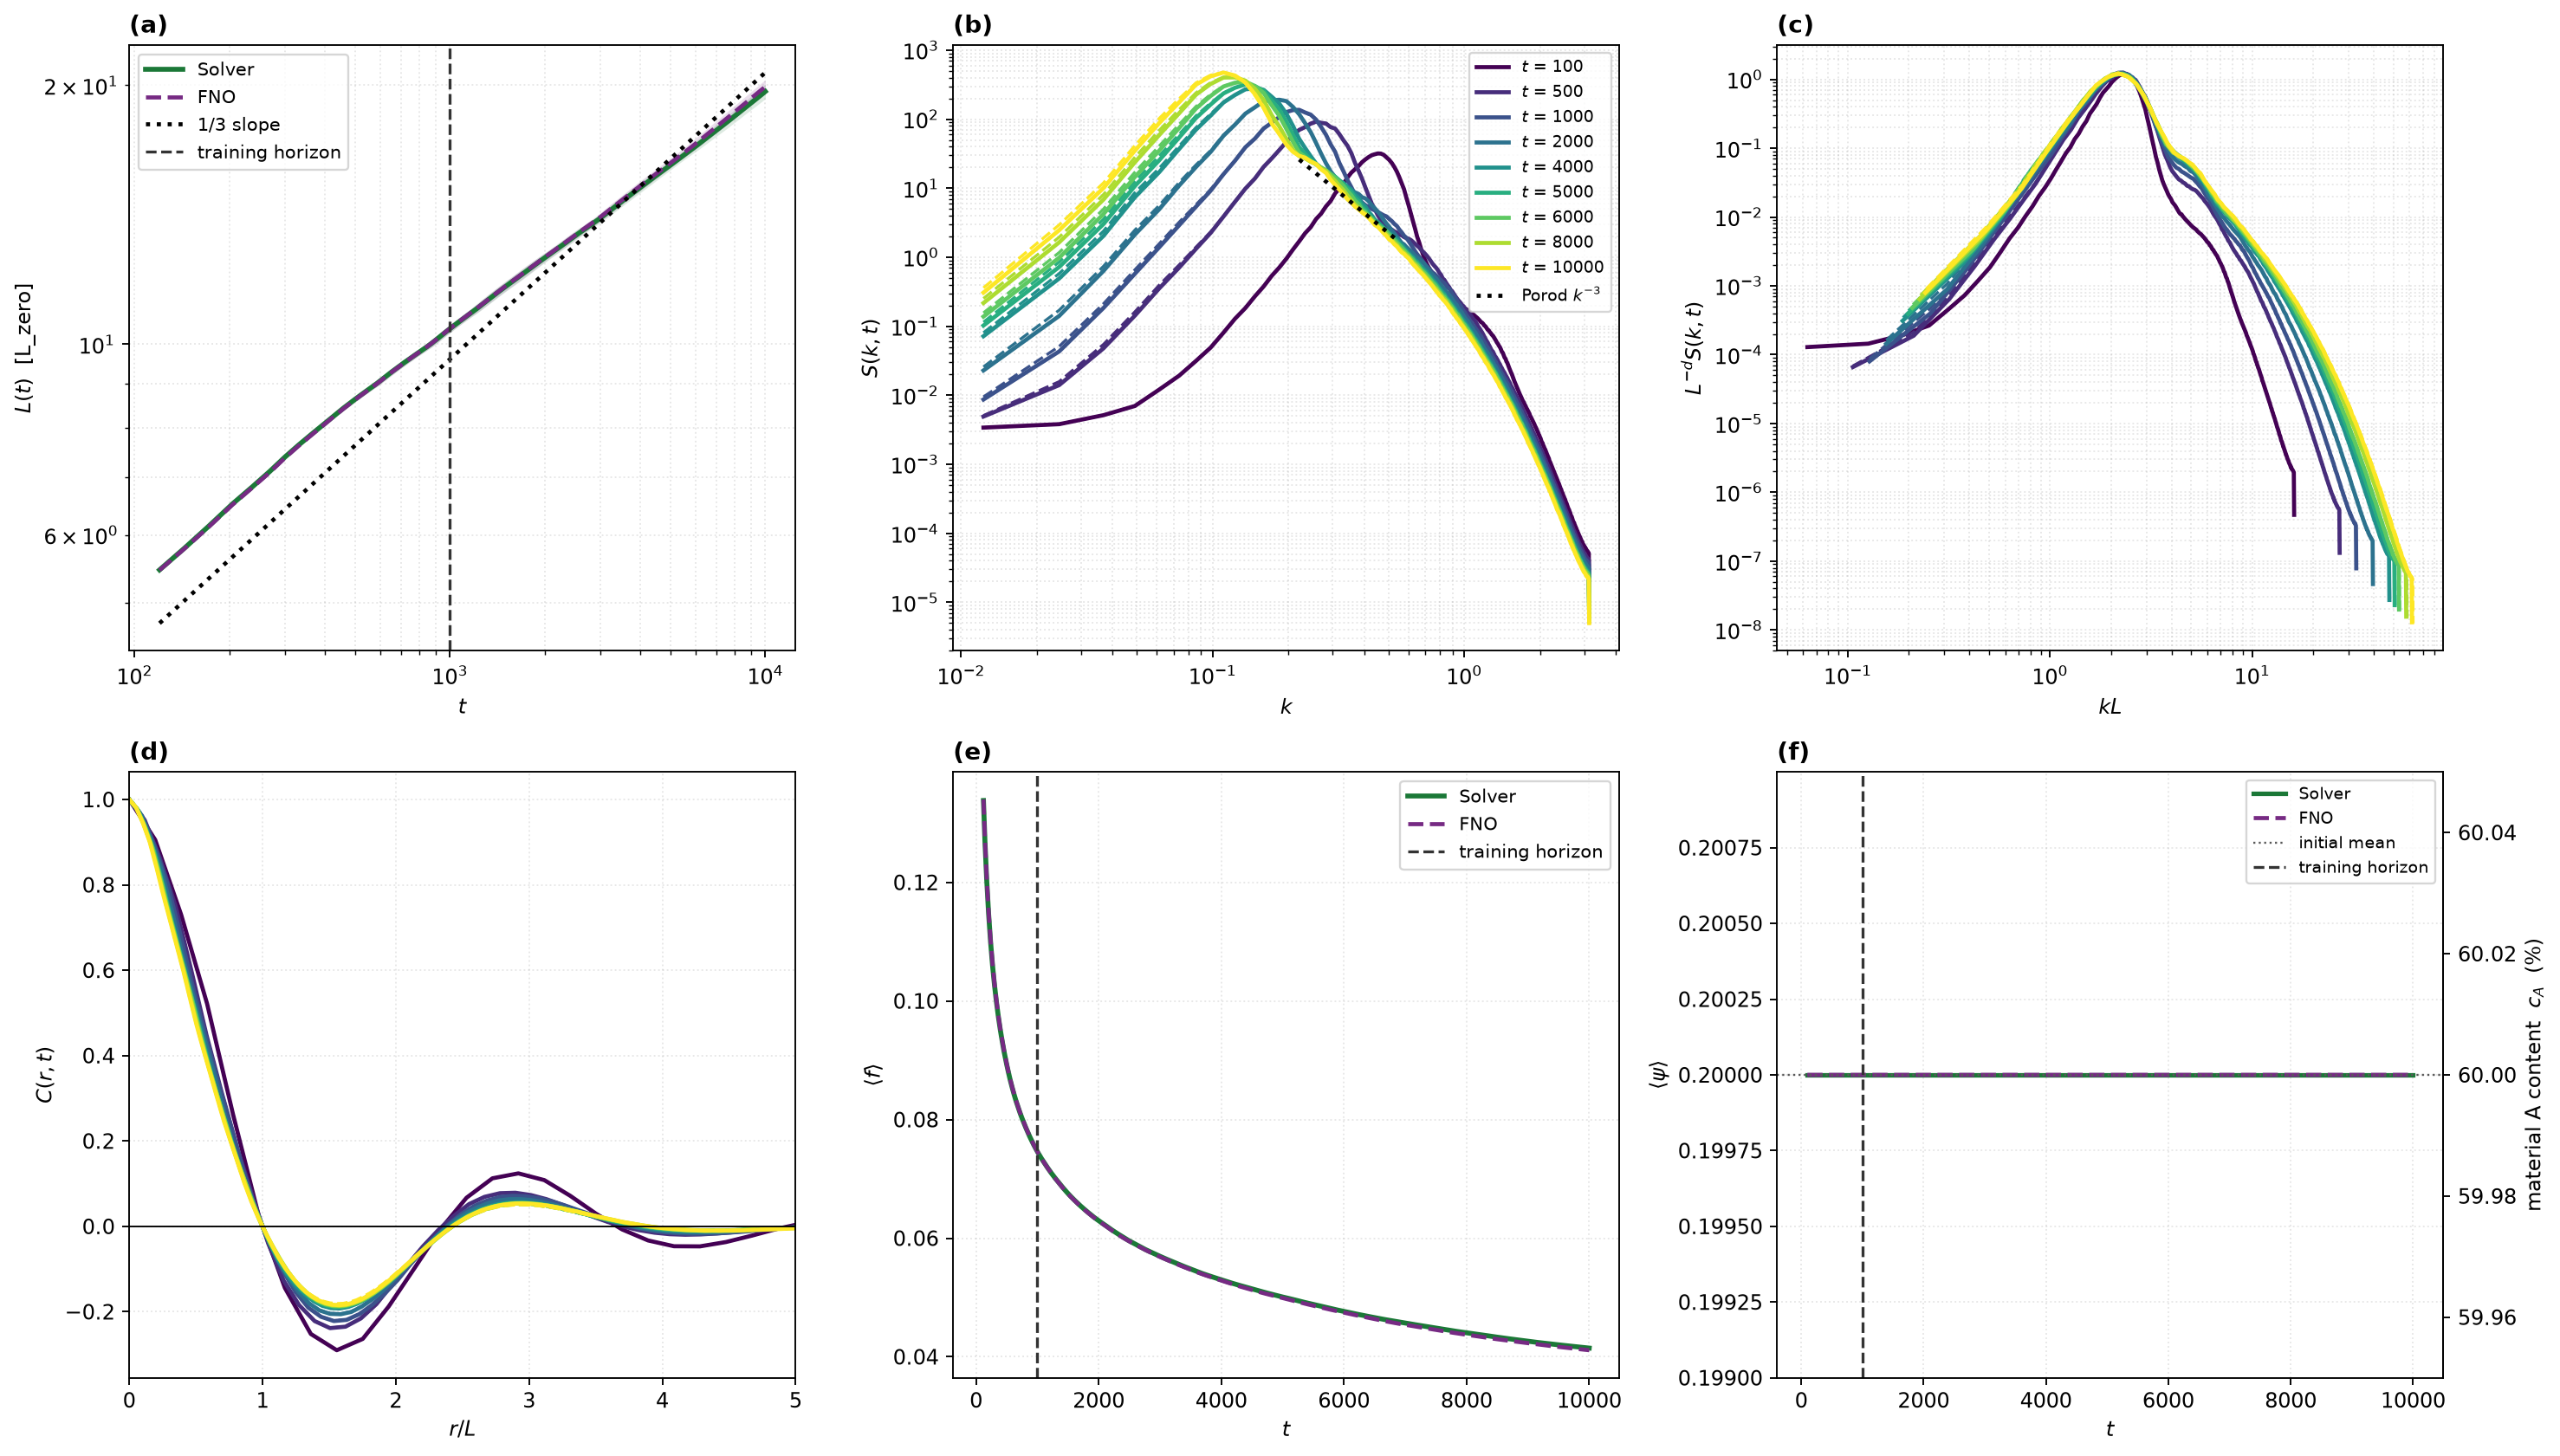 (a)
Solver
FNO
1/3 slope
training horizon
2 × 10¹
10¹
6 × 10⁰
L(t) [L_zero]
10² 10³ 10⁴
t
(b)
t = 100
t = 500
t = 1000
t = 2000
t = 4000
t = 5000
t = 6000
t = 8000
t = 10000
Porod k⁻³
10³
10²
10¹
10⁰
10⁻¹
10⁻²
10⁻³
10⁻⁴
10⁻⁵
S(k, t)
10⁻² 10⁻¹ 10⁰
k
(c)
10⁰
10⁻¹
10⁻²
10⁻³
10⁻⁴
10⁻⁵
10⁻⁶
10⁻⁷
10⁻⁸
L⁻ᵈS(k, t)
10⁻¹ 10⁰ 10¹
kL
(d)
1.0
0.8
0.6
0.4
0.2
0.0
−0.2
C(r, t)
0 1 2 3 4 5
r/L
(e)
Solver
FNO
training horizon
0.12
0.10
0.08
0.06
0.04
⟨f⟩
0 2000 4000 6000 8000 10000
t
(f)
Solver
FNO
initial mean
training horizon
0.20075
0.20050
0.20025
0.20000
0.19975
0.19950
0.19925
0.19900
⟨ψ⟩
60.04
60.02
60.00
59.98
59.96
material A content c_A (%)
0 2000 4000 6000 8000 10000
t